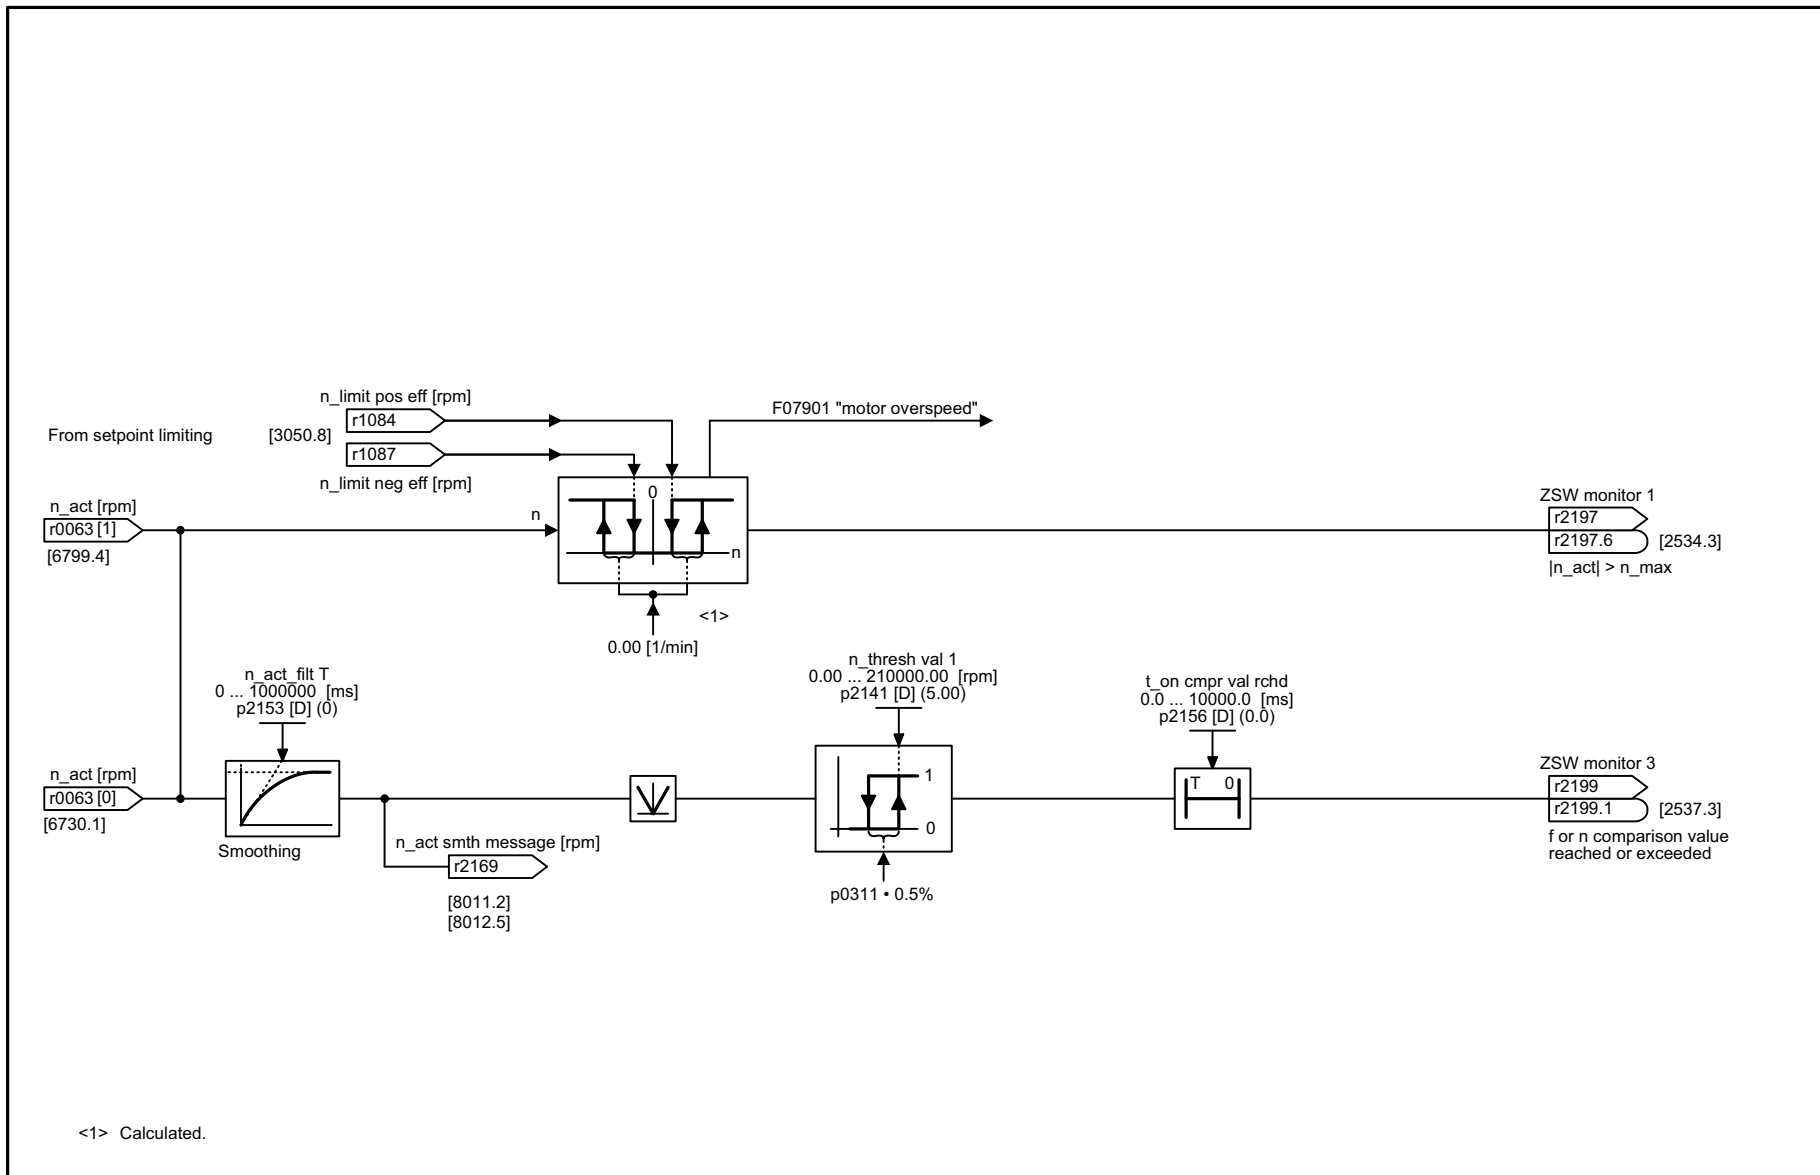 n_limit pos eff [rpm]
r1084
F07901 "motor overspeed"
From setpoint limiting
[3050.8]
r1087
n_limit neg eff [rpm]
0
n_act [rpm]
n
r0063 [1]
[6799.4]
n
ZSW monitor 1
r2197
r2197.6
[2534.3]
|n_act| > n_max
<1>
0.00 [1/min]
n_act_filt T
0 ... 1000000 [ms]
p2153 [D] (0)
n_thresh val 1
0.00 ... 210000.00 [rpm]
p2141 [D] (5.00)
t_on cmpr val rchd
0.0 ... 10000.0 [ms]
p2156 [D] (0.0)
n_act [rpm]
r0063 [0]
[6730.1]
Smoothing
n_act smth message [rpm]
r2169
[8011.2]
[8012.5]
1
0
p0311 • 0.5%
T 0
ZSW monitor 3
r2199
r2199.1
[2537.3]
f or n comparison value
reached or exceeded
<1> Calculated.